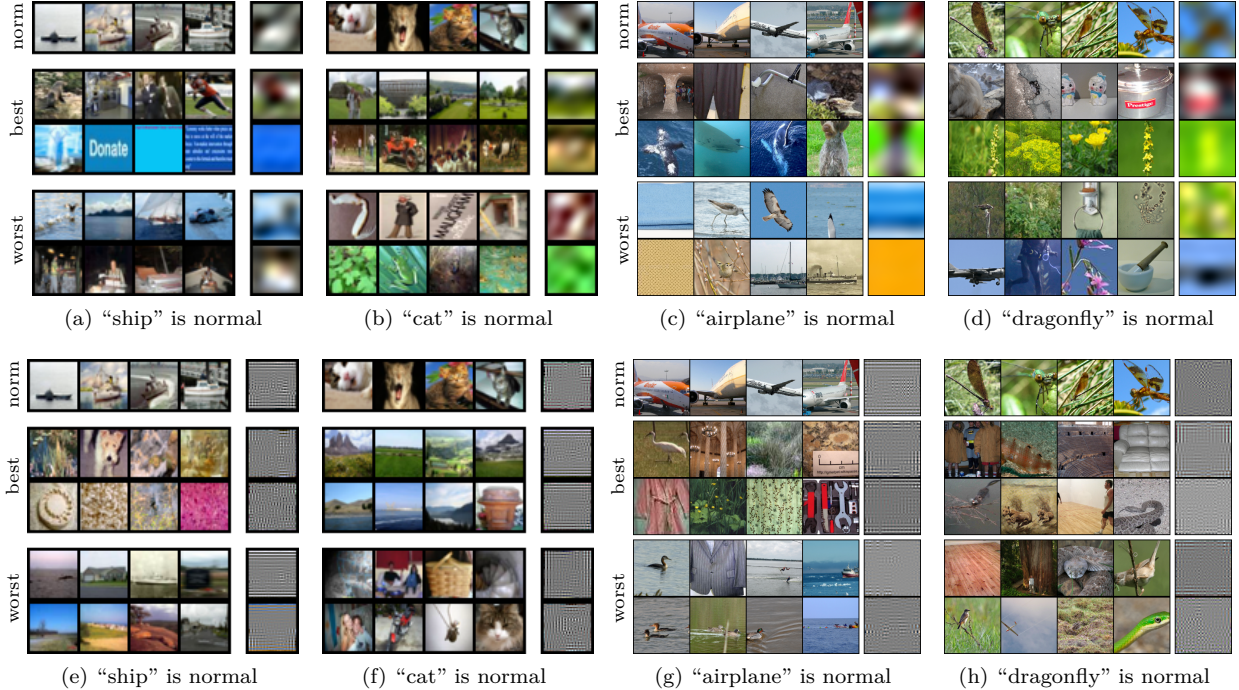 norm
best
worst
Donate
MAUGHAM
Prestige
(a) “ship” is normal
(b) “cat” is normal
(c) “airplane” is normal
(d) “dragonfly” is normal
norm
best
worst
(e) “ship” is normal
(f) “cat” is normal
(g) “airplane” is normal
(h) “dragonfly” is normal